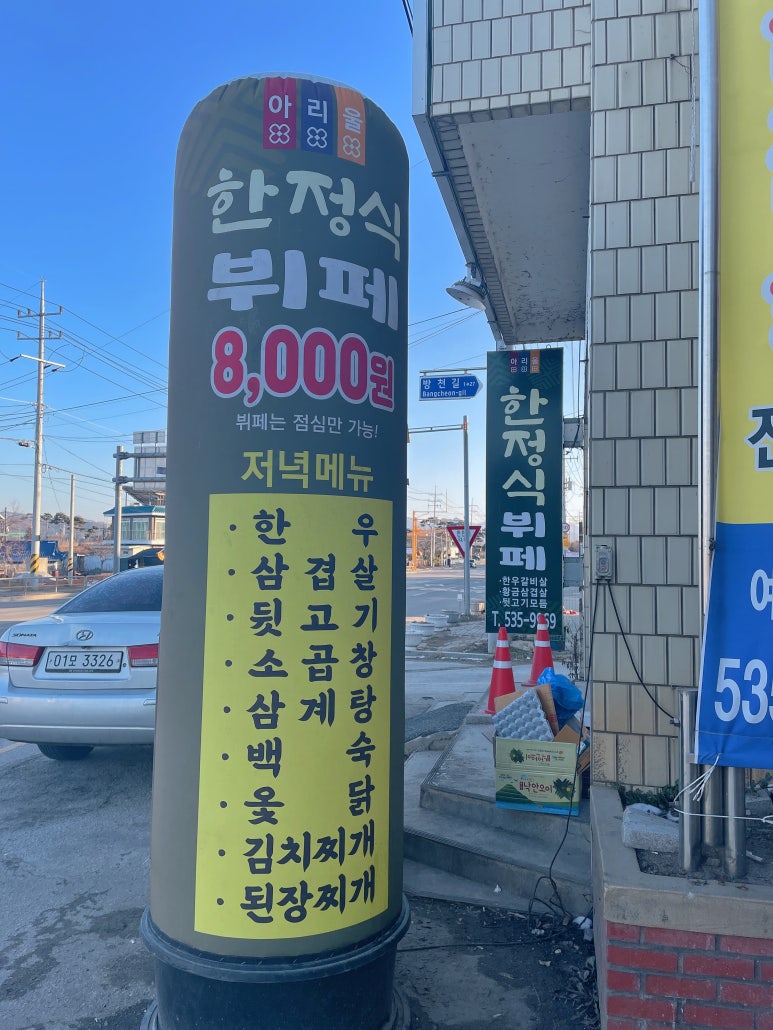 아리울
한정식
뷔페
8,000원
뷔페는 점심만 가능!
저녁메뉴
· 한우
· 삼겹살
· 뒷고기
· 소곱창
· 삼계탕
· 백숙
· 옻닭
· 김치찌개
· 된장찌개
방천길
Bangcheon-gil
아리울
한정식
뷔페
·한우갈비살
·황금삼겹살
·뒷고기모듬
SONATA
01모 3326
535